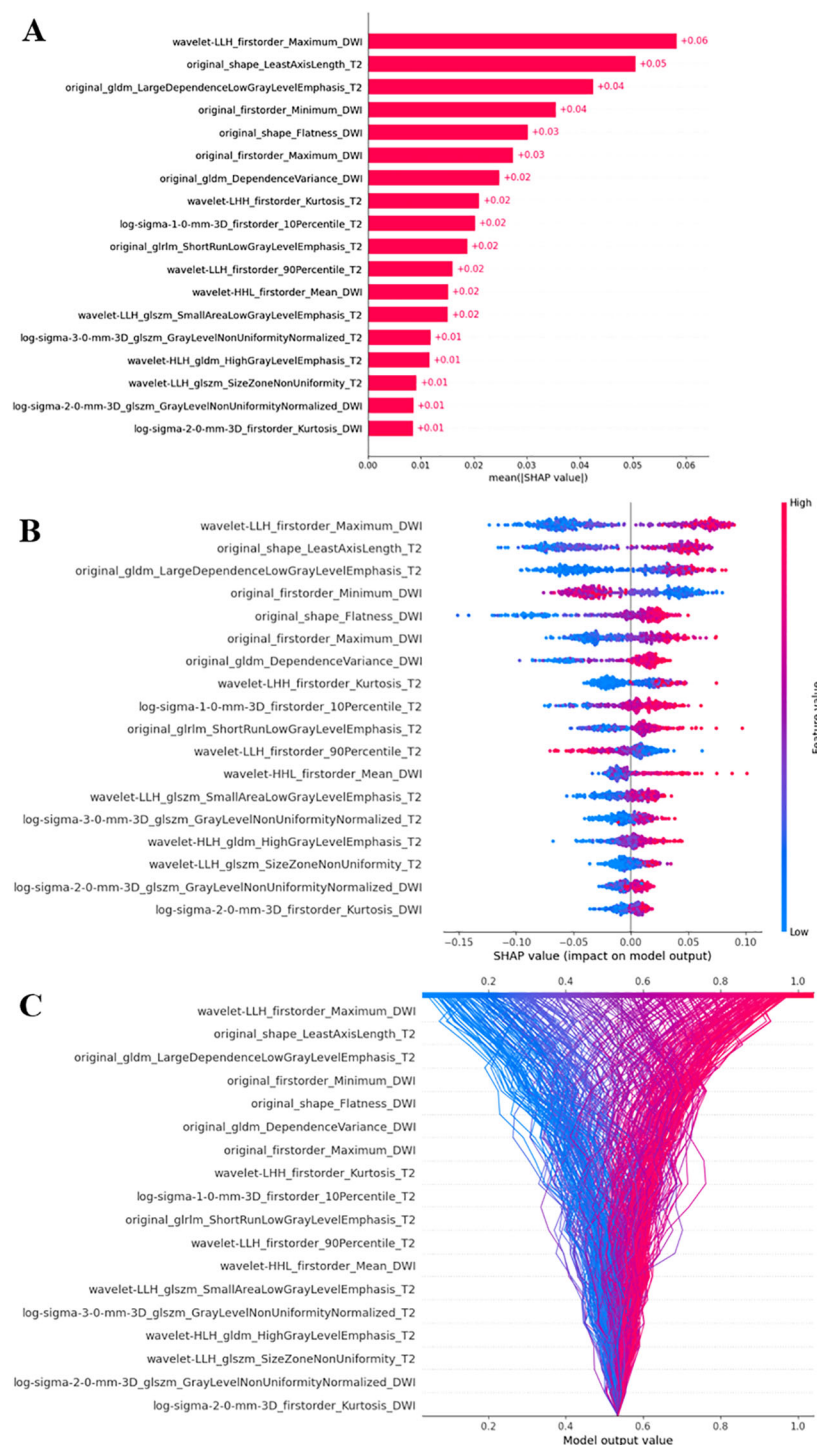 A
wavelet-LLH_firstorder_Maximum_DWI +0.06
original_shape_LeastAxisLength_T2 +0.05
original_gldm_LargeDependenceLowGrayLevelEmphasis_T2 +0.04
original_firstorder_Minimum_DWI +0.04
original_shape_Flatness_DWI +0.03
original_firstorder_Maximum_DWI +0.03
original_gldm_DependenceVariance_DWI +0.02
wavelet-LHH_firstorder_Kurtosis_T2 +0.02
log-sigma-1-0-mm-3D_firstorder_10Percentile_T2 +0.02
original_glrlm_ShortRunLowGrayLevelEmphasis_T2 +0.02
wavelet-LLH_firstorder_90Percentile_T2 +0.02
wavelet-HHL_firstorder_Mean_DWI +0.02
wavelet-LLH_glszm_SmallAreaLowGrayLevelEmphasis_T2 +0.02
log-sigma-3-0-mm-3D_glszm_GrayLevelNonUniformityNormalized_T2 +0.01
wavelet-HLH_gldm_HighGrayLevelEmphasis_T2 +0.01
wavelet-LLH_glszm_SizeZoneNonUniformity_T2 +0.01
log-sigma-2-0-mm-3D_glszm_GrayLevelNonUniformityNormalized_DWI +0.01
log-sigma-2-0-mm-3D_firstorder_Kurtosis_DWI +0.01
0.00 0.01 0.02 0.03 0.04 0.05 0.06
mean(|SHAP value|)
B
High
wavelet-LLH_firstorder_Maximum_DWI
original_shape_LeastAxisLength_T2
original_gldm_LargeDependenceLowGrayLevelEmphasis_T2
original_firstorder_Minimum_DWI
original_shape_Flatness_DWI
original_firstorder_Maximum_DWI
original_gldm_DependenceVariance_DWI
wavelet-LHH_firstorder_Kurtosis_T2
log-sigma-1-0-mm-3D_firstorder_10Percentile_T2
original_glrlm_ShortRunLowGrayLevelEmphasis_T2
wavelet-LLH_firstorder_90Percentile_T2
wavelet-HHL_firstorder_Mean_DWI
wavelet-LLH_glszm_SmallAreaLowGrayLevelEmphasis_T2
log-sigma-3-0-mm-3D_glszm_GrayLevelNonUniformityNormalized_T2
wavelet-HLH_gldm_HighGrayLevelEmphasis_T2
wavelet-LLH_glszm_SizeZoneNonUniformity_T2
log-sigma-2-0-mm-3D_glszm_GrayLevelNonUniformityNormalized_DWI
log-sigma-2-0-mm-3D_firstorder_Kurtosis_DWI
Feature value
Low
−0.15 −0.10 −0.05 0.00 0.05 0.10
SHAP value (impact on model output)
C
0.2 0.4 0.6 0.8 1.0
wavelet-LLH_firstorder_Maximum_DWI
original_shape_LeastAxisLength_T2
original_gldm_LargeDependenceLowGrayLevelEmphasis_T2
original_firstorder_Minimum_DWI
original_shape_Flatness_DWI
original_gldm_DependenceVariance_DWI
original_firstorder_Maximum_DWI
wavelet-LHH_firstorder_Kurtosis_T2
log-sigma-1-0-mm-3D_firstorder_10Percentile_T2
original_glrlm_ShortRunLowGrayLevelEmphasis_T2
wavelet-LLH_firstorder_90Percentile_T2
wavelet-HHL_firstorder_Mean_DWI
wavelet-LLH_glszm_SmallAreaLowGrayLevelEmphasis_T2
log-sigma-3-0-mm-3D_glszm_GrayLevelNonUniformityNormalized_T2
wavelet-HLH_gldm_HighGrayLevelEmphasis_T2
wavelet-LLH_glszm_SizeZoneNonUniformity_T2
log-sigma-2-0-mm-3D_glszm_GrayLevelNonUniformityNormalized_DWI
log-sigma-2-0-mm-3D_firstorder_Kurtosis_DWI
0.2 0.4 0.6 0.8 1.0
Model output value